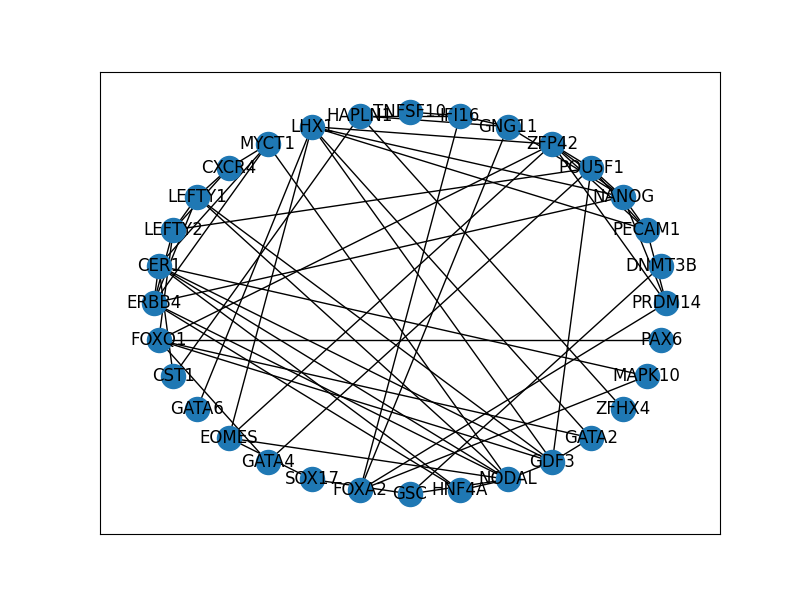 TNFSF10
HAPLN1
IFI16
LHX1
GNG11
MYCT1
ZFP42
CXCR4
POU5F1
LEFTY1
NANOG
LEFTY2
PECAM1
CER1
DNMT3B
ERBB4
PRDM14
FOXQ1
PAX6
CST1
MAPK10
GATA6
ZFHX4
EOMES
GATA2
GATA4
GDF3
SOX17
NODAL
FOXA2
HNF4A
GSC